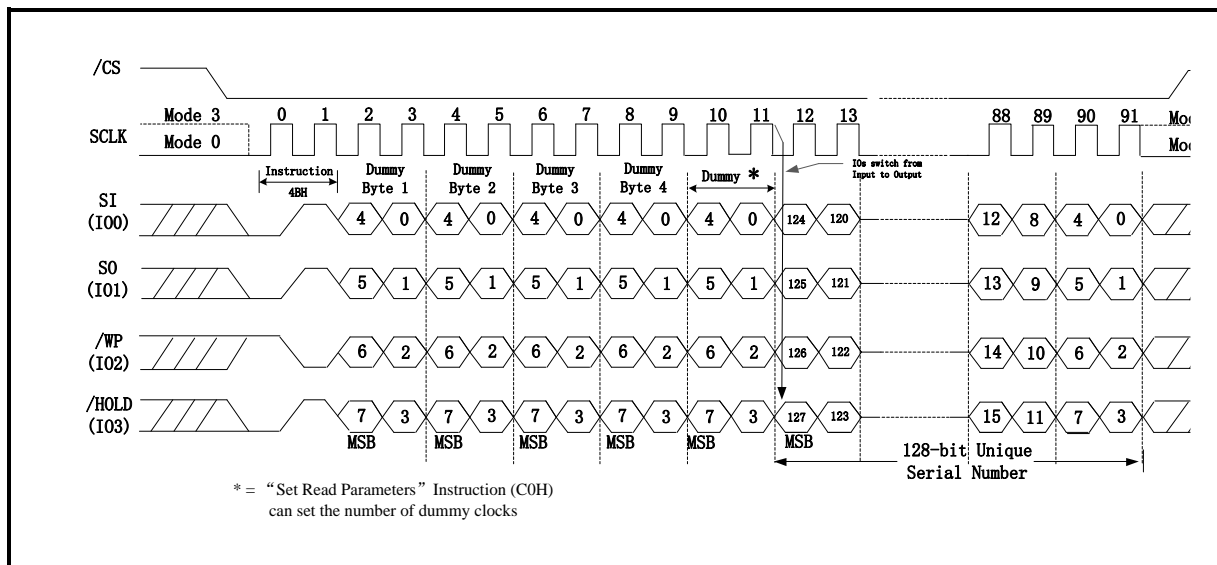 /CS
Mode 3 0 1 2 3 4 5 6 7 8 9 10 11 12 13 88 89 90 91
SCLK Mode 0
Instruction
4BH
Dummy
Byte 1
Dummy
Byte 2
Dummy
Byte 3
Dummy
Byte 4
Dummy *
IOs switch from
Input to Output
SI
(IO0) 4 0 4 0 4 0 4 0 4 0 124 120 12 8 4 0
SO
(IO1) 5 1 5 1 5 1 5 1 5 1 125 121 13 9 5 1
/WP
(IO2) 6 2 6 2 6 2 6 2 6 2 126 122 14 10 6 2
/HOLD
(IO3) 7 3 7 3 7 3 7 3 7 3 127 123 15 11 7 3
MSB MSB MSB MSB MSB MSB
128-bit Unique
Serial Number
* = “Set Read Parameters” Instruction (C0H)
can set the number of dummy clocks